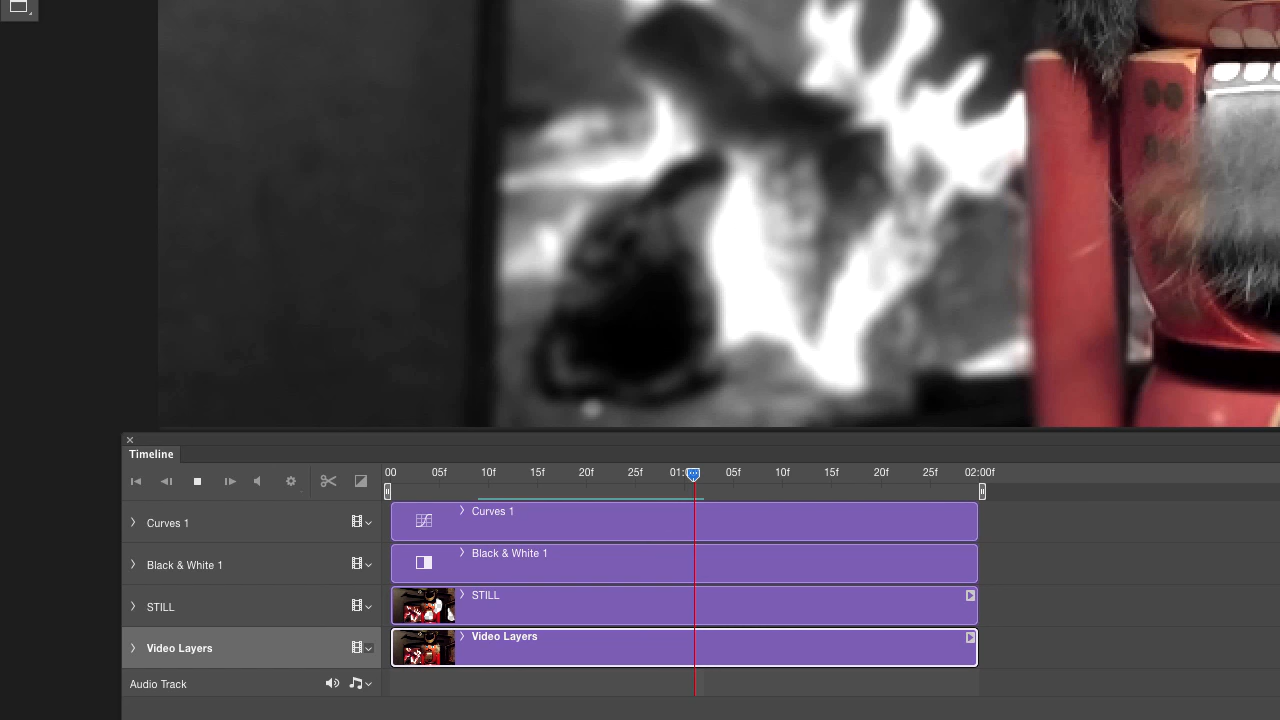 Timeline
00 05f 10f 15f 20f 25f 05f 10f 15f 20f 25f 02:00f
Curves 1
Curves 1
Black & White 1
Black & White 1
STILL
STILL
Video Layers
Video Layers
Audio Track